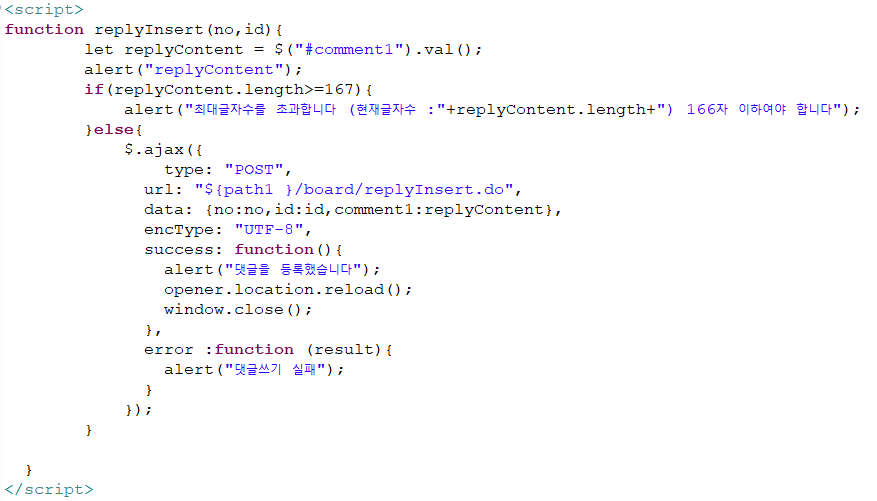 <script>
function replyInsert(no,id){
        let replyContent = $("#comment1").val();
        alert("replyContent");
        if(replyContent.length>=167){
            alert("최대글자수를 초과합니다 (현재글자수 :"+replyContent.length+") 166자 이하여야 합니다");
        }else{
            $.ajax({
                type: "POST",
              url: "${path1 }/board/replyInsert.do",
              data: {no:no,id:id,comment1:replyContent},
              encType: "UTF-8",
              success: function(){
                alert("댓글을 등록했습니다");
                opener.location.reload();
                window.close();
              },
              error :function (result){
                alert("댓글쓰기 실패");
              }
            });
        }
  }
</script>